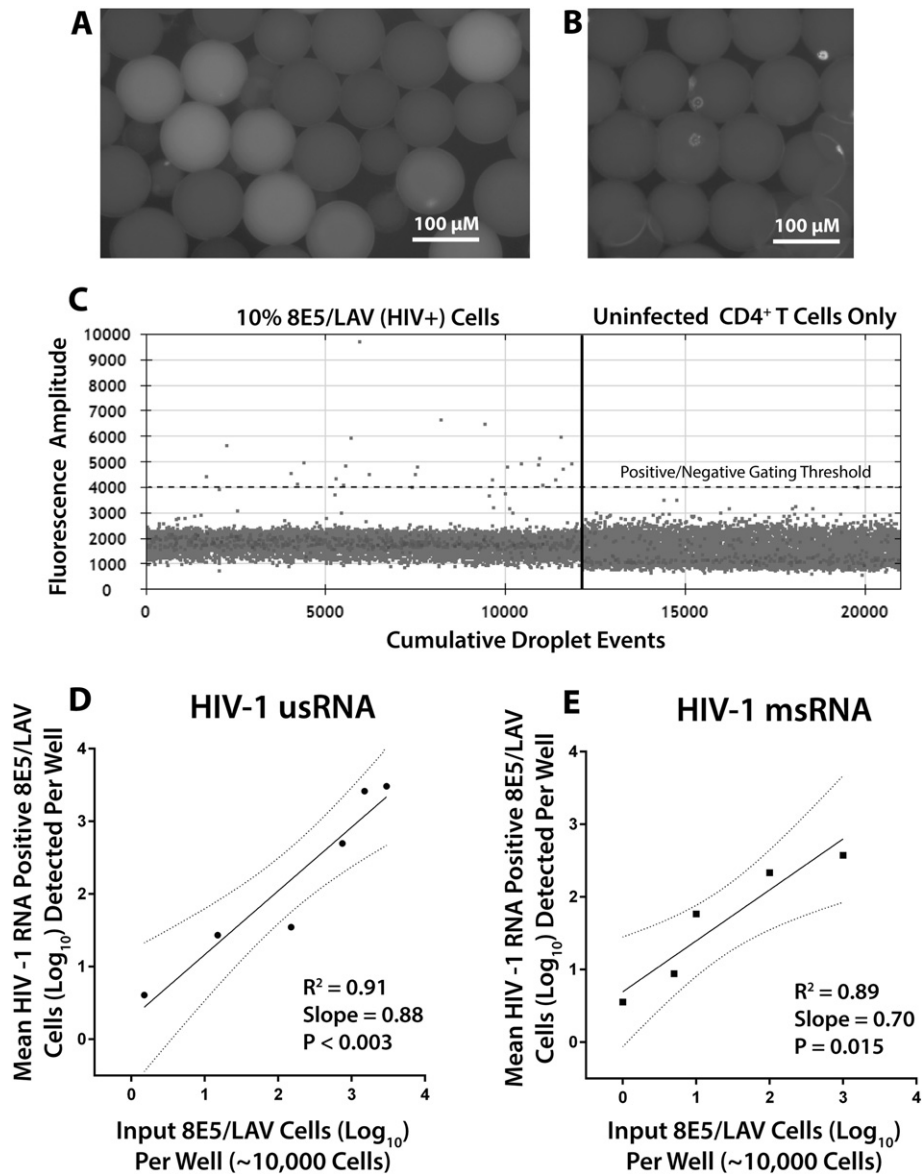 A
100 µM
B
100 µM
C
10% 8E5/LAV (HIV+) Cells
Uninfected CD4⁺ T Cells Only
Fluorescence Amplitude
10000
9000
8000
7000
6000
5000
4000
3000
2000
1000
0
Positive/Negative Gating Threshold
0
5000
10000
15000
20000
Cumulative Droplet Events
D
HIV-1 usRNA
Mean HIV -1 RNA Positive 8E5/LAV
Cells (Log₁₀) Detected Per Well
4
3
2
1
0
R² = 0.91
Slope = 0.88
P < 0.003
0
1
2
3
4
Input 8E5/LAV Cells (Log₁₀)
Per Well (~10,000 Cells)
E
HIV-1 msRNA
Mean HIV -1 RNA Positive 8E5/LAV
Cells (Log₁₀) Detected Per Well
4
3
2
1
0
R² = 0.89
Slope = 0.70
P = 0.015
0
1
2
3
4
Input 8E5/LAV Cells (Log₁₀)
Per Well (~10,000 Cells)